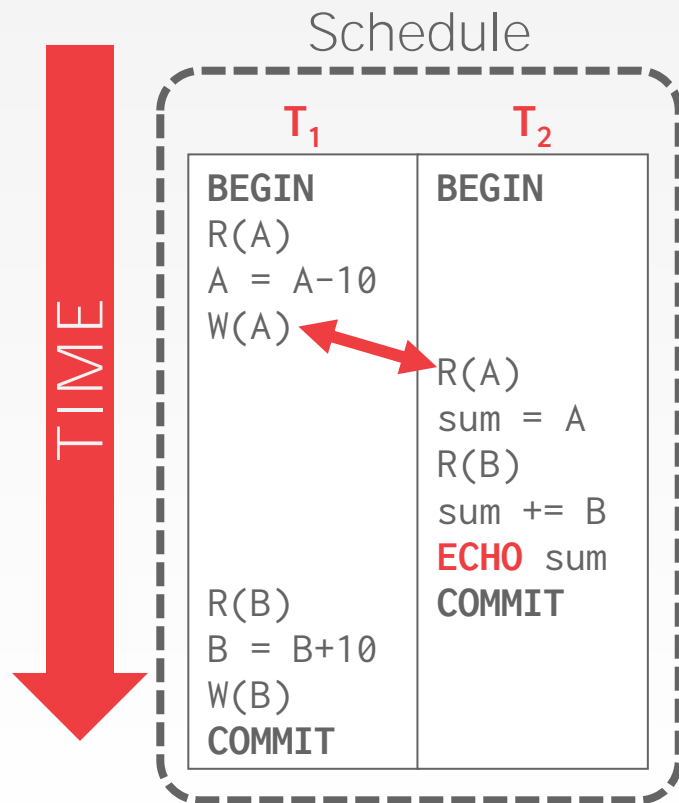 Schedule
TIME
T₁ T₂
BEGIN BEGIN
R(A)
A = A-10
W(A)
R(A)
sum = A
R(B)
sum += B
ECHO sum
R(B) COMMIT
B = B+10
W(B)
COMMIT